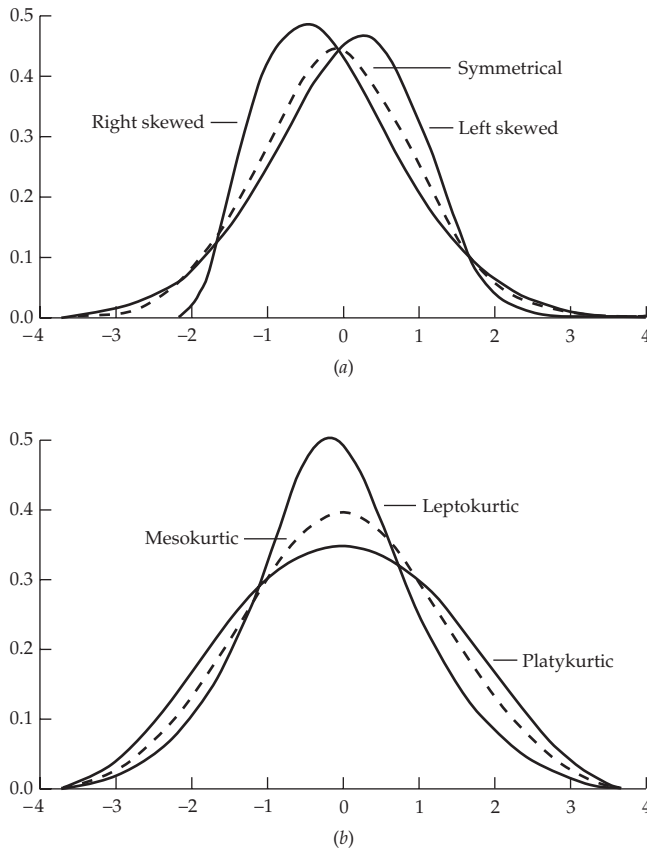 0.5
Symmetrical
0.4
Right skewed
Left skewed
0.3
0.2
0.1
0.0
–4 –3 –2 –1 0 1 2 3 4
(a)
0.5
Leptokurtic
0.4
Mesokurtic
0.3
0.2
Platykurtic
0.1
0.0
–4 –3 –2 –1 0 1 2 3 4
(b)